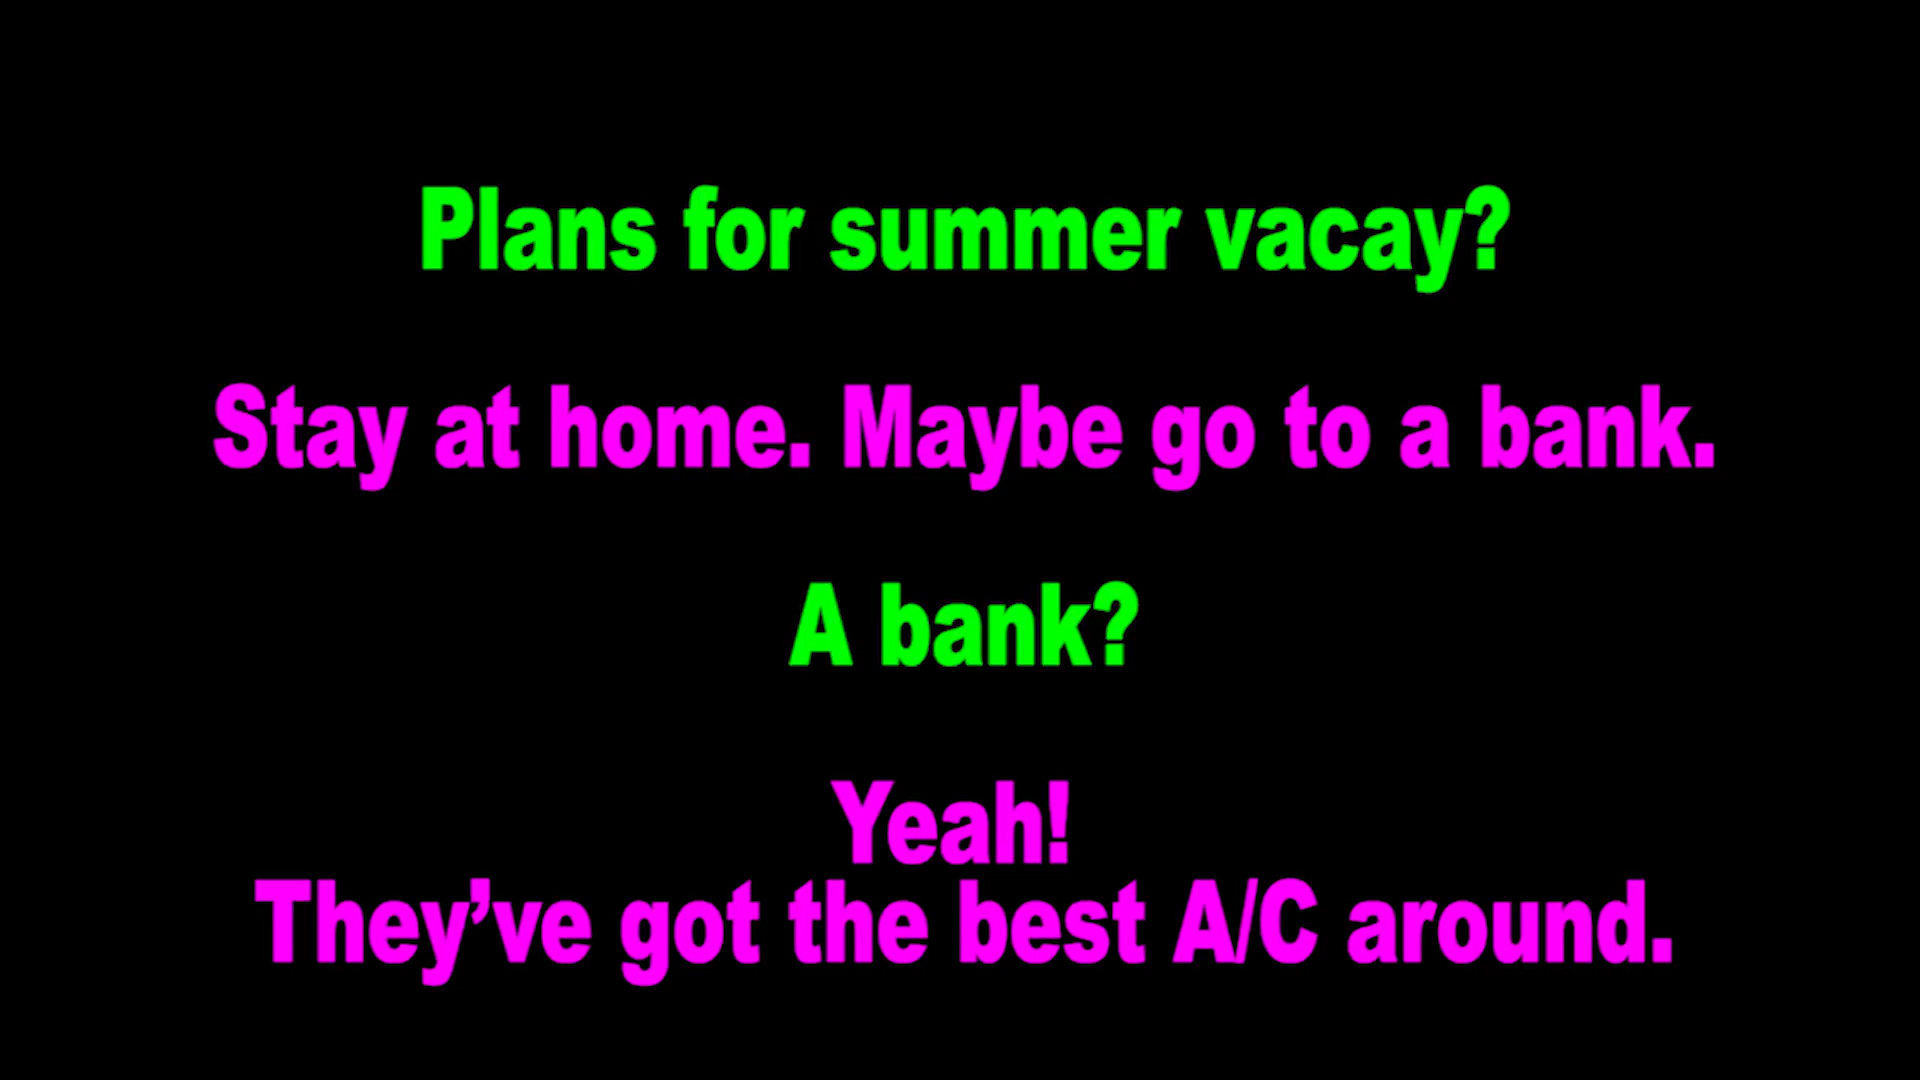 Plans for summer vacay?
Stay at home. Maybe go to a bank.
A bank?
Yeah!
They’ve got the best A/C around.